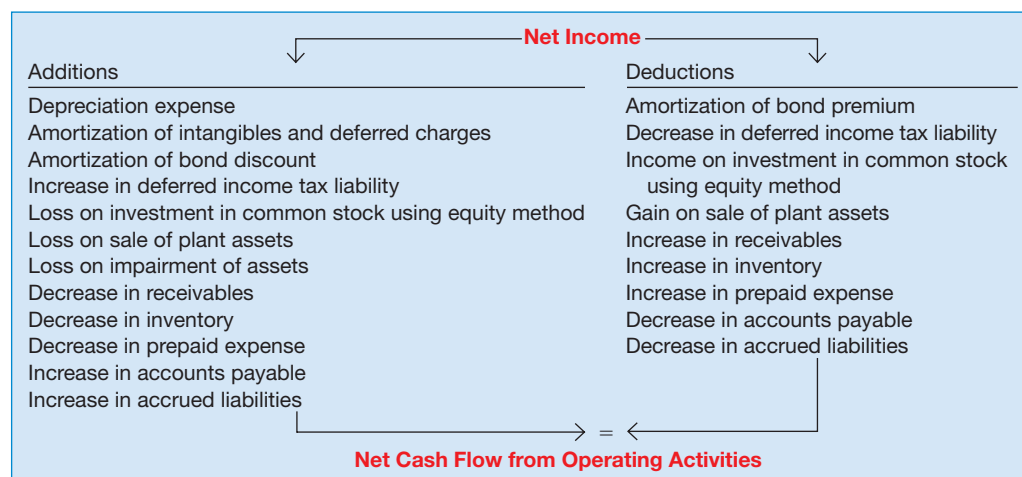 Net Income
Additions
Depreciation expense
Amortization of intangibles and deferred charges
Amortization of bond discount
Increase in deferred income tax liability
Loss on investment in common stock using equity method
Loss on sale of plant assets
Loss on impairment of assets
Decrease in receivables
Decrease in inventory
Decrease in prepaid expense
Increase in accounts payable
Increase in accrued liabilities
Deductions
Amortization of bond premium
Decrease in deferred income tax liability
Income on investment in common stock
using equity method
Gain on sale of plant assets
Increase in receivables
Increase in inventory
Increase in prepaid expense
Decrease in accounts payable
Decrease in accrued liabilities
=
Net Cash Flow from Operating Activities